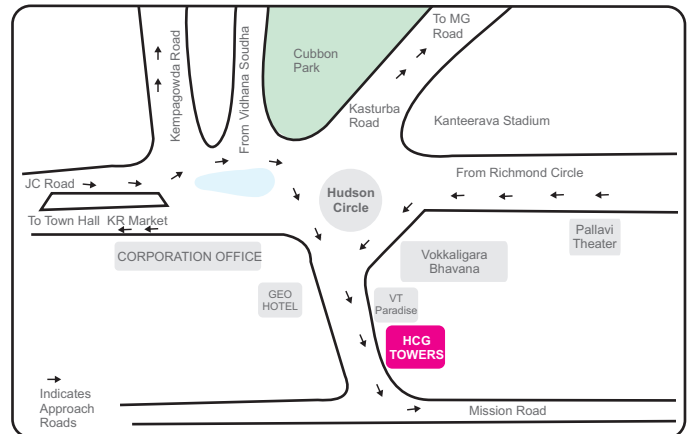 To MG
Road
Kempagowda Road
From Vidhana Soudha
Cubbon
Park
Kasturba
Road
Kanteerava Stadium
JC Road
From Richmond Circle
Hudson
Circle
To Town Hall KR Market
Pallavi
Theater
CORPORATION OFFICE
Vokkaligara
Bhavana
GEO
HOTEL
VT
Paradise
HCG
TOWERS
Indicates
Approach
Roads
Mission Road